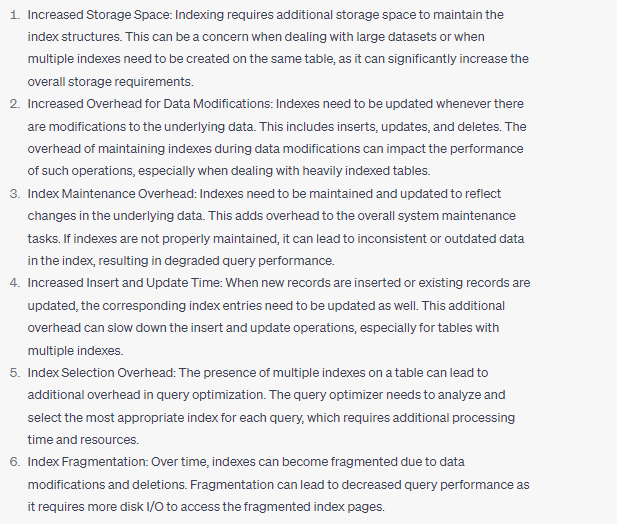 1. Increased Storage Space: Indexing requires additional storage space to maintain the
index structures. This can be a concern when dealing with large datasets or when
multiple indexes need to be created on the same table, as it can significantly increase the
overall storage requirements.
2. Increased Overhead for Data Modifications: Indexes need to be updated whenever there
are modifications to the underlying data. This includes inserts, updates, and deletes. The
overhead of maintaining indexes during data modifications can impact the performance
of such operations, especially when dealing with heavily indexed tables.
3. Index Maintenance Overhead: Indexes need to be maintained and updated to reflect
changes in the underlying data. This adds overhead to the overall system maintenance
tasks. If indexes are not properly maintained, it can lead to inconsistent or outdated data
in the index, resulting in degraded query performance.
4. Increased Insert and Update Time: When new records are inserted or existing records are
updated, the corresponding index entries need to be updated as well. This additional
overhead can slow down the insert and update operations, especially for tables with
multiple indexes.
5. Index Selection Overhead: The presence of multiple indexes on a table can lead to
additional overhead in query optimization. The query optimizer needs to analyze and
select the most appropriate index for each query, which requires additional processing
time and resources.
6. Index Fragmentation: Over time, indexes can become fragmented due to data
modifications and deletions. Fragmentation can lead to decreased query performance as
it requires more disk I/O to access the fragmented index pages.